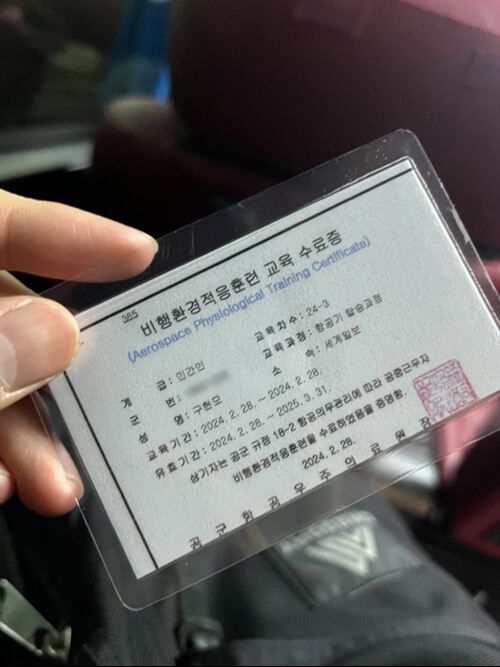 365
비행환경적응훈련 교육 수료증
(Aerospace Physiological Training Certificate)
교육차수 : 24-3
계 급 : 민간인 교육과정 : 항공기 탑승과정
군 번 : 소 속 : 세계일보
성 명 : 구현모
교육기간 : 2024. 2. 28. ~ 2024. 2. 28.
유효기간 : 2024. 2. 28. ~ 2025. 3. 31.
상기자는 공군 규정 18-2 항공의무관리에 따라 공중근무자
비행환경적응훈련을 수료하였음을 증명함.
2024. 2. 28.
공 군 항 공 우 주 의 료 원 장